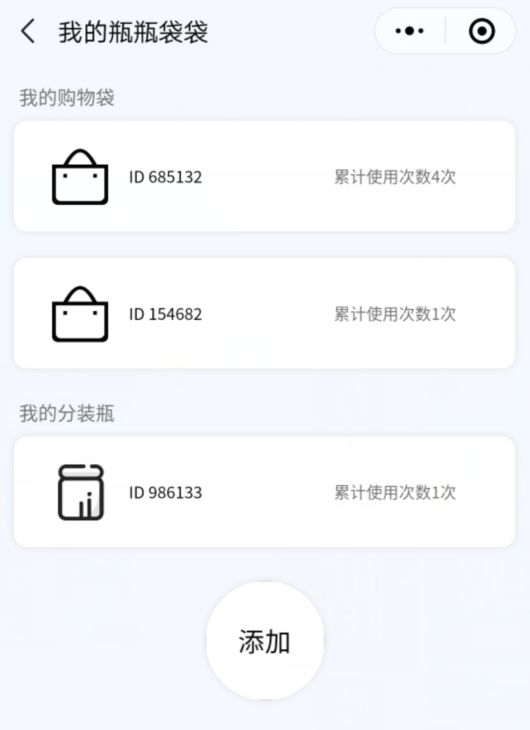 我的瓶瓶袋袋
我的购物袋
ID 685132 累计使用次数4次
ID 154682 累计使用次数1次
我的分装瓶
ID 986133 累计使用次数1次
添加